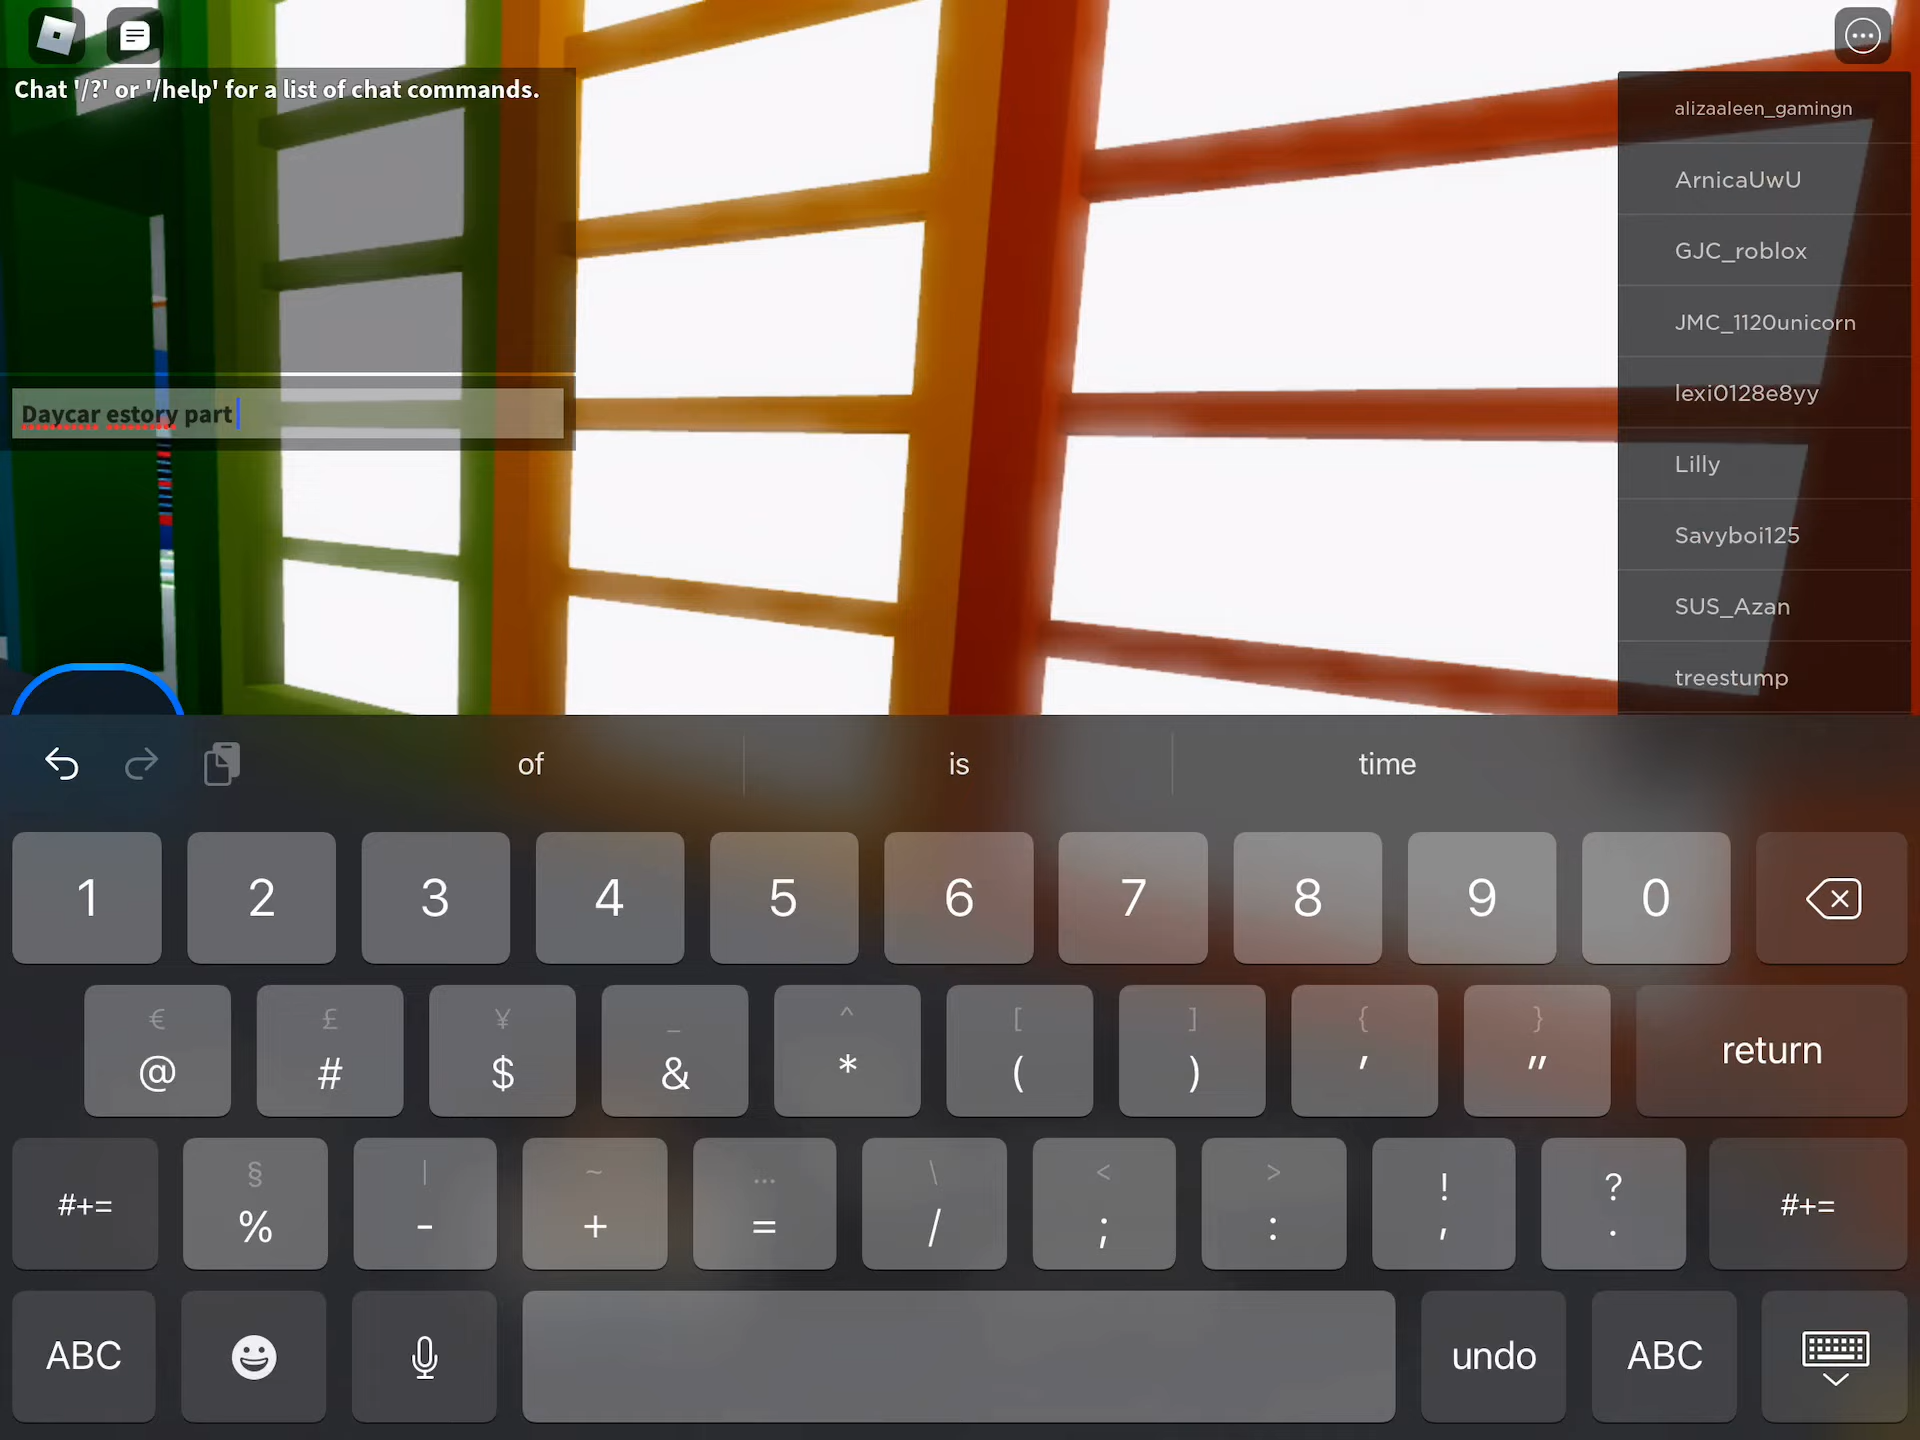 Chat '/?' or '/help' for a list of chat commands.
alizaaleen_gamingn
ArnicaUwU
GJC_roblox
JMC_1120unicorn
lexi0128e8yy
Lilly
Savyboi125
SUS_Azan
treestump
Daycar estory part
of is time
1 2 3 4 5 6 7 8 9 0
€ £ ¥ _ ^ [ ] { }
@ # $ & * ( ) ' " return
§ | ~ … \ < > ! ?
#+= % - + = / ; : , . #+=
ABC undo ABC